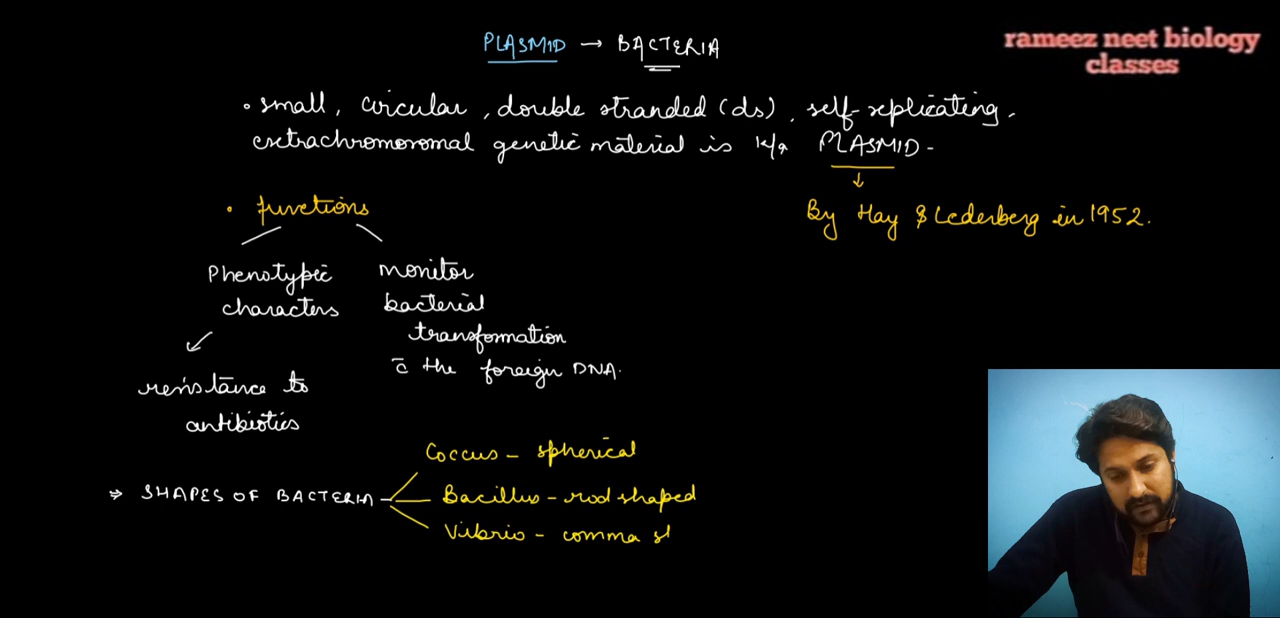 PLASMID → BACTERIA
rameez neet biology
classes
• small, circular, double stranded (ds), self-replicating,
extrachromosomal genetic material is k/a PLASMID-
↓
By Hay & Lederberg in 1952.
• functions
Phenotypic
characters
↙
resistance to
antibiotics
monitor
bacterial
transformation
c̄ the foreign DNA.
⇒ SHAPES OF BACTERIA
Coccus - spherical
Bacillus - rod shaped
Vibrio - comma sh